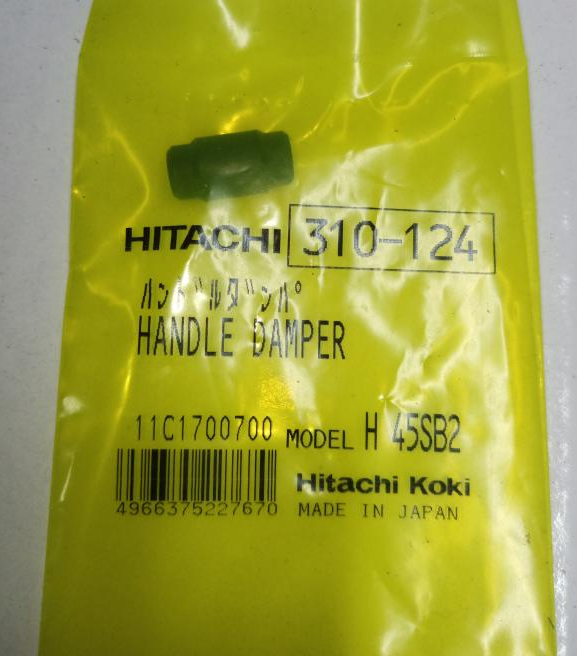 HITACHI 310-124
ハンドルダンパ
HANDLE DAMPER
11C1700700 MODEL H 45SB2
4966375227670
Hitachi Koki
MADE IN JAPAN